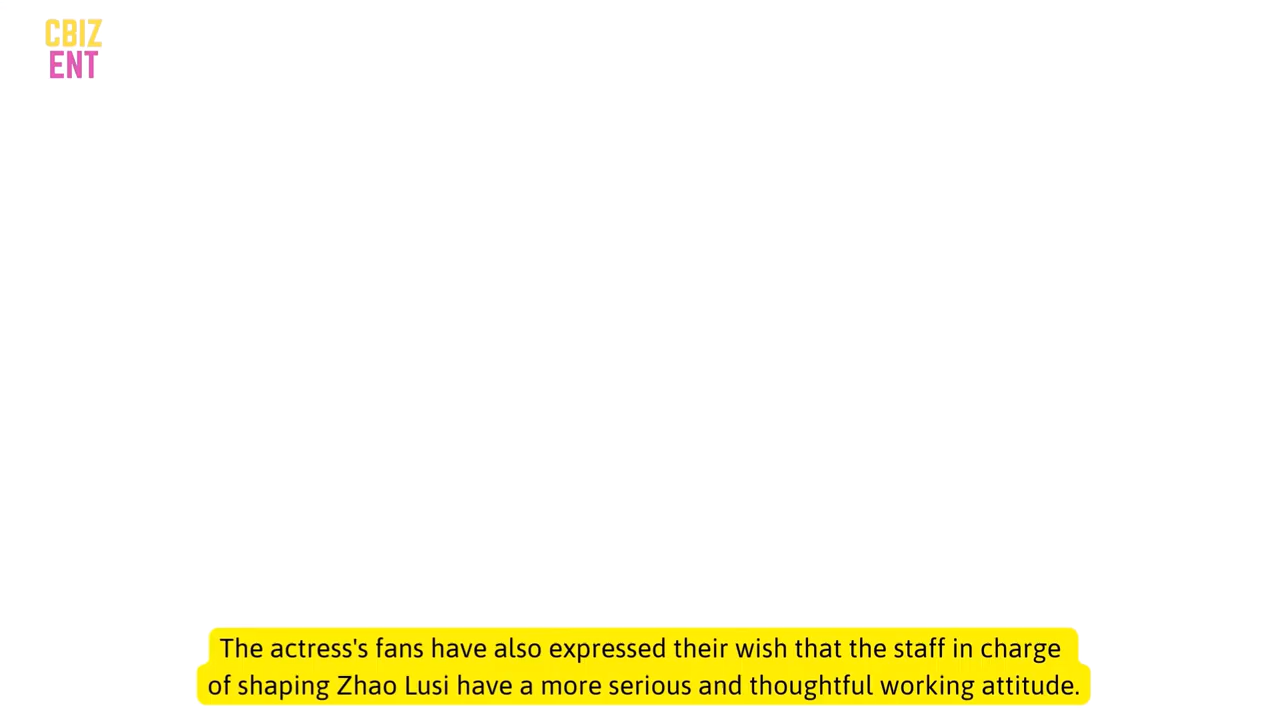 CBIZ
ENT
The actress's fans have also expressed their wish that the staff in charge
of shaping Zhao Lusi have a more serious and thoughtful working attitude.